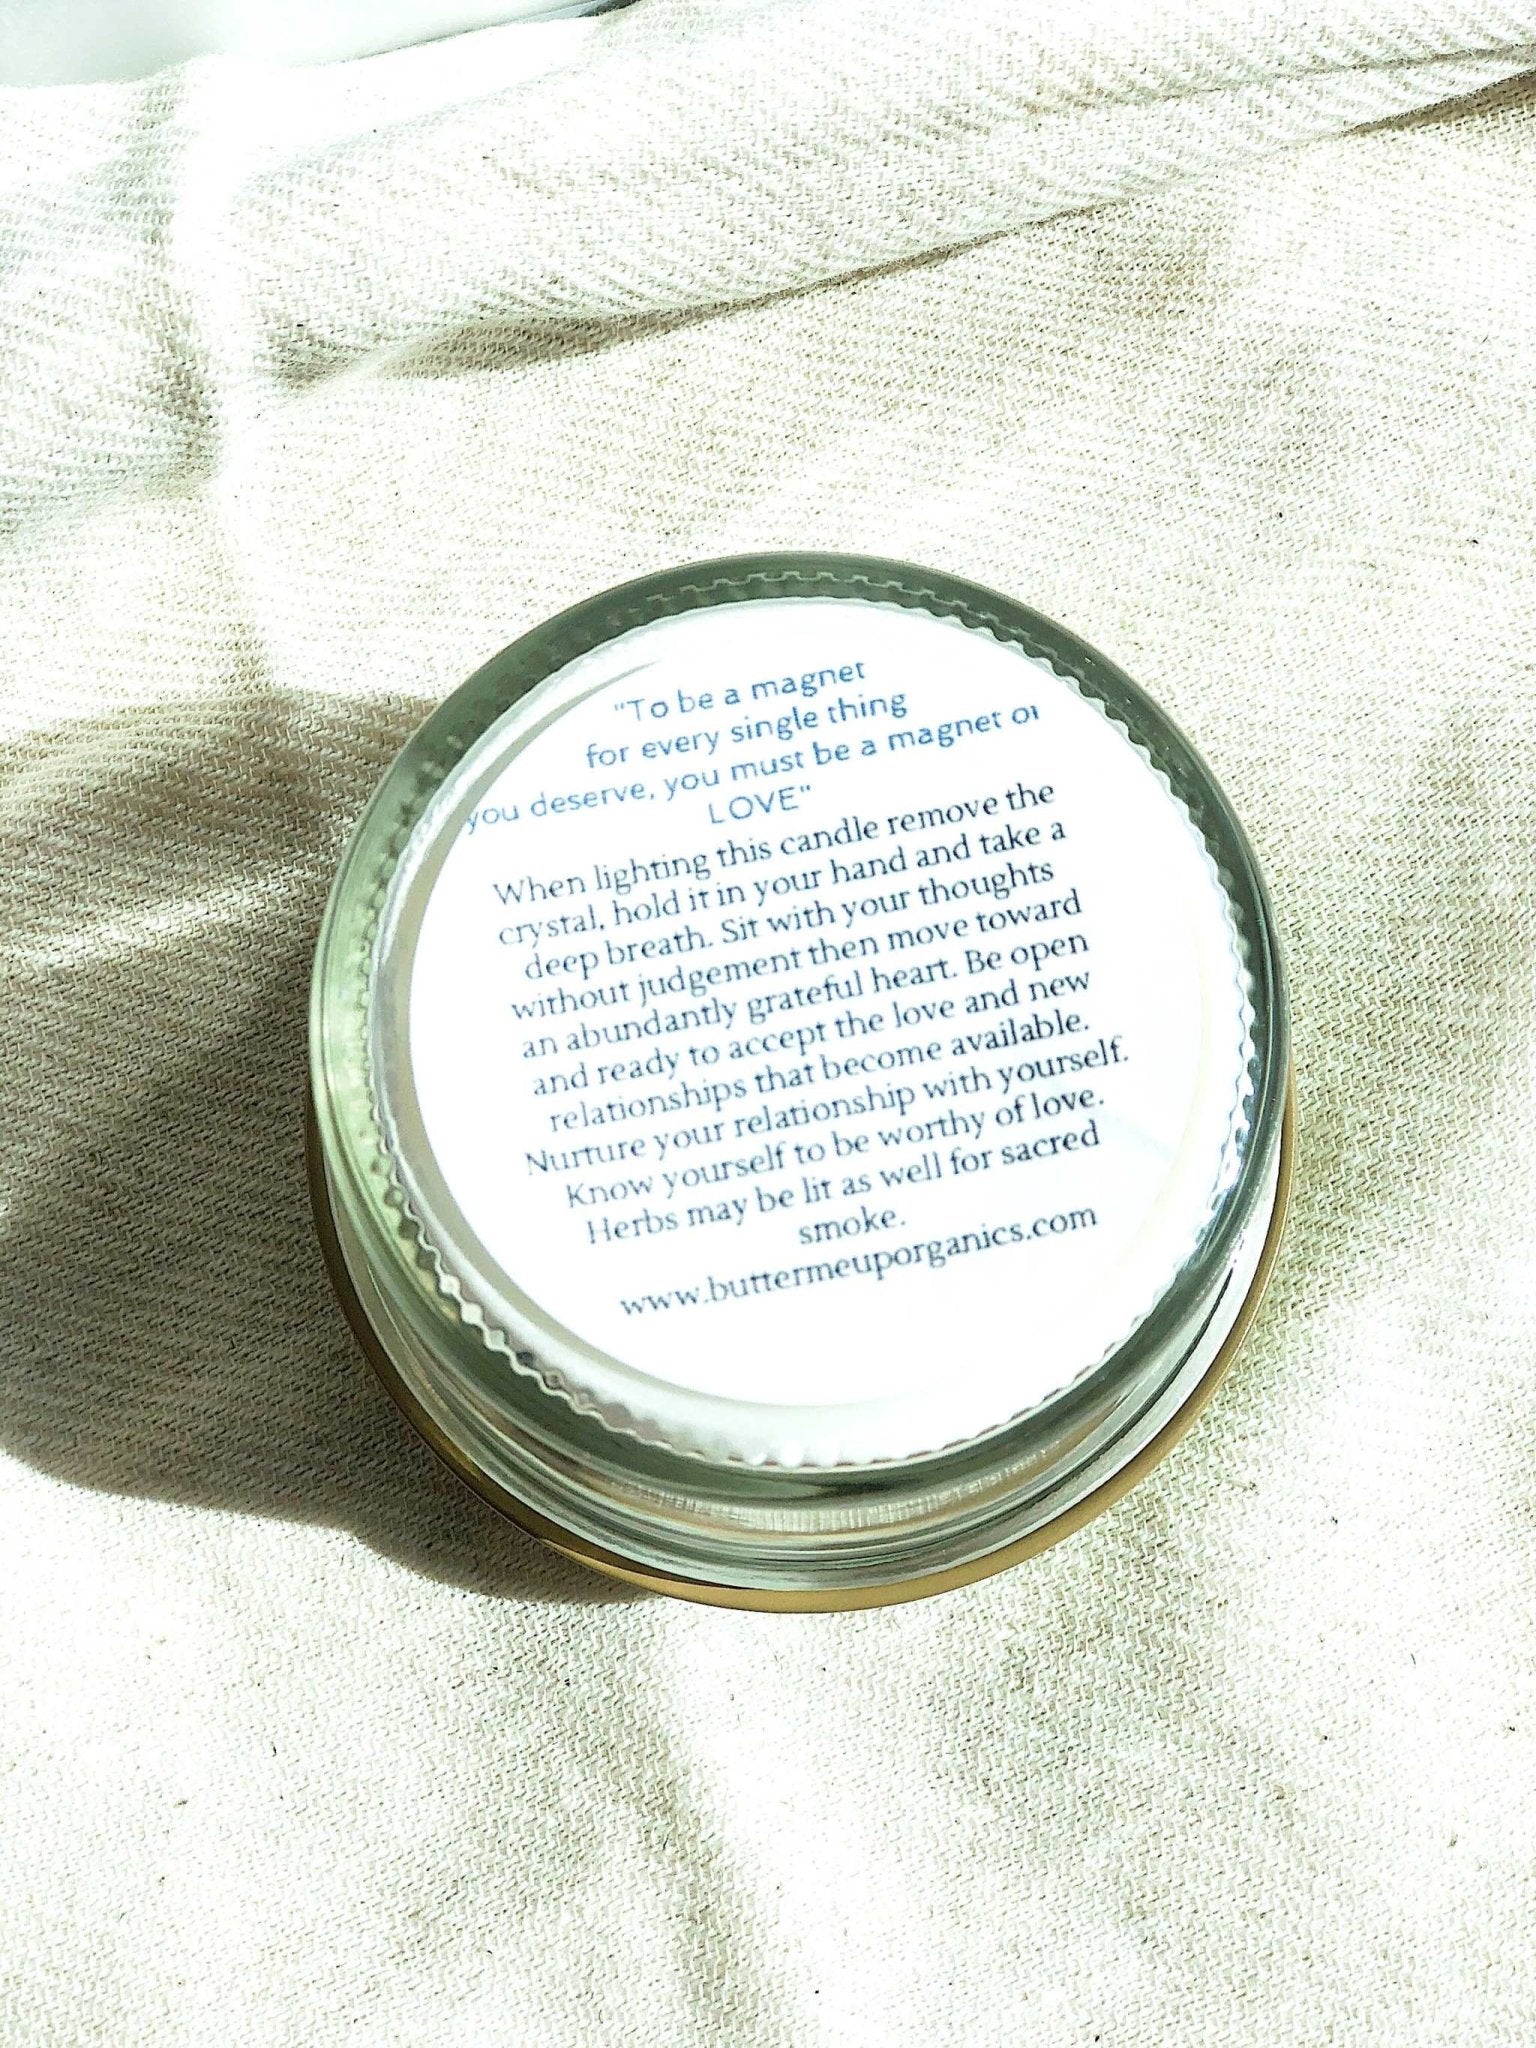 "To be a magnet
for every single thing
you deserve, you must be a magnet of
LOVE"
When lighting this candle remove the
crystal, hold it in your hand and take a
deep breath. Sit with your thoughts
without judgement then move toward
an abundantly grateful heart. Be open
and ready to accept the love and new
relationships that become available.
Nurture your relationship with yourself.
Know yourself to be worthy of love.
Herbs may be lit as well for sacred
smoke.
www.buttermeuporganics.com